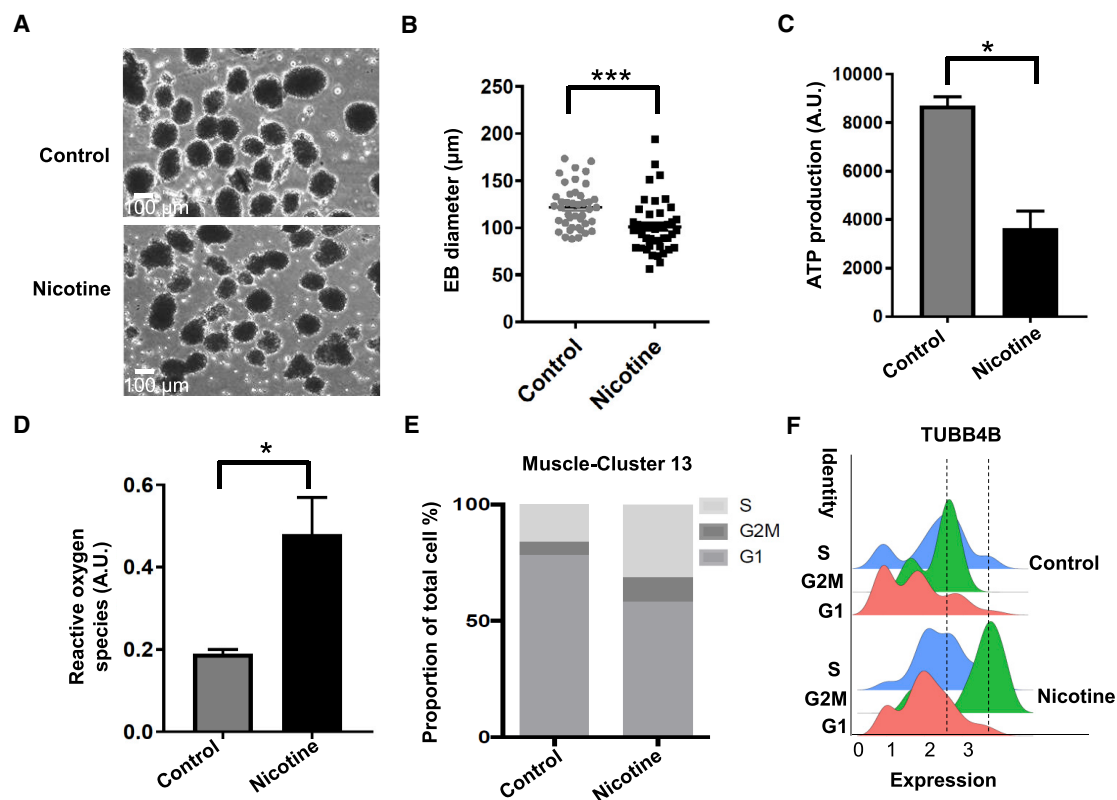 A
Control
100 µm
Nicotine
100 µm
B
***
EB diameter (µm)
250
200
150
100
50
0
Control
Nicotine
C
*
ATP production (A.U.)
10000
8000
6000
4000
2000
0
Control
Nicotine
D
*
Reactive oxygen
species (A.U.)
0.6
0.4
0.2
0.0
Control
Nicotine
E
Muscle-Cluster 13
Proportion of total cell %)
100
50
0
S
G2M
G1
Control
Nicotine
F
TUBB4B
Identity
S
G2M
G1
Control
S
G2M
G1
Nicotine
0 1 2 3
Expression